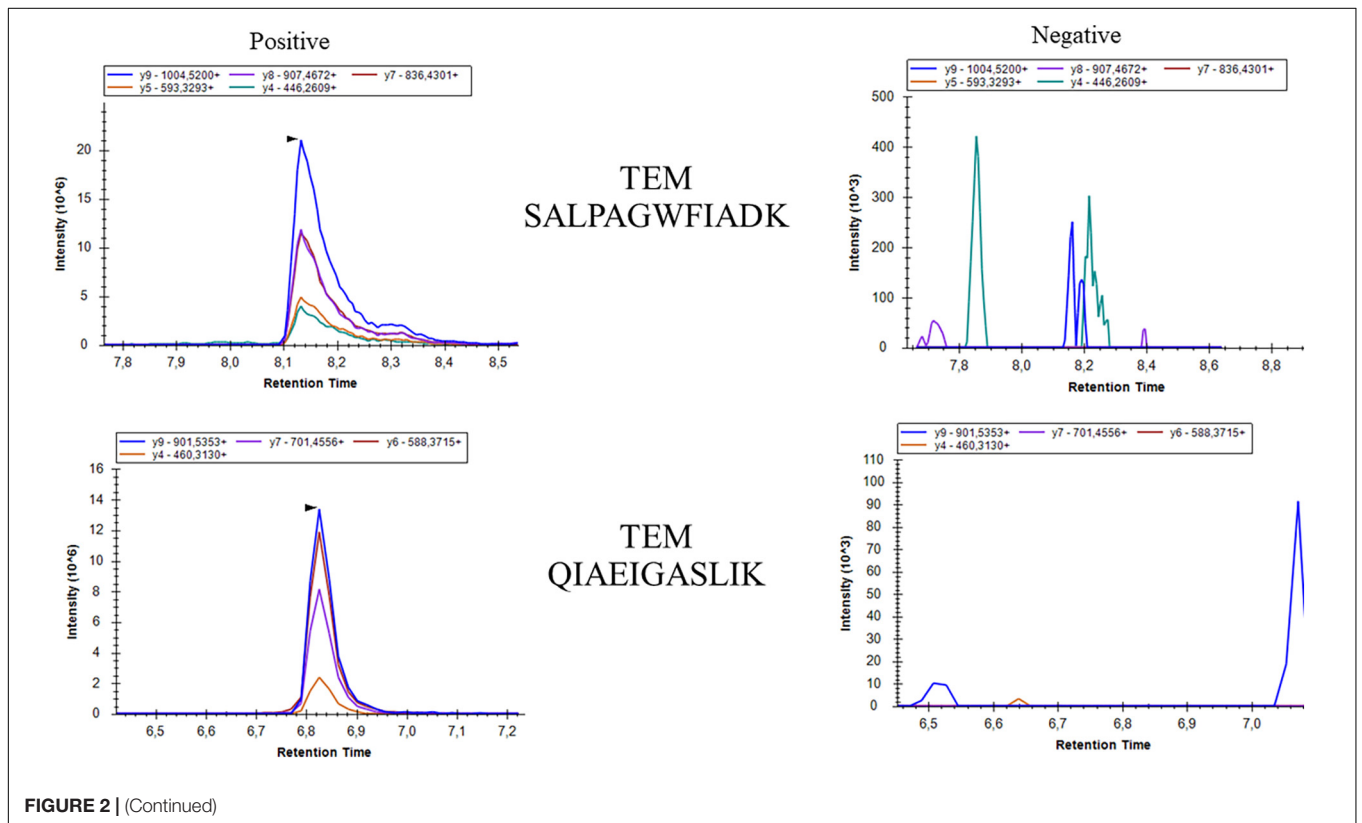 Positive
y9 - 1004,5200+ y8 - 907,4672+ y7 - 836,4301+
y5 - 593,3293+ y4 - 446,2609+
Intensity (10^6)
20
15
10
5
0
7,8 7,9 8,0 8,1 8,2 8,3 8,4 8,5
Retention Time
TEM
SALPAGWFIADK
Negative
y9 - 1004,5200+ y8 - 907,4672+ y7 - 836,4301+
y5 - 593,3293+ y4 - 446,2609+
Intensity (10^3)
500
400
300
200
100
0
7,8 8,0 8,2 8,4 8,6 8,8
Retention Time
y9 - 901,5353+ y7 - 701,4556+ y6 - 588,3715+
y4 - 460,3130+
Intensity (10^6)
16
14
12
10
8
6
4
2
0
6,5 6,6 6,7 6,8 6,9 7,0 7,1 7,2
Retention Time
TEM
QIAEIGASLIK
y9 - 901,5353+ y7 - 701,4556+ y6 - 588,3715+
y4 - 460,3130+
Intensity (10^3)
110
100
90
80
70
60
50
40
30
20
10
0
6,5 6,6 6,7 6,8 6,9 7,0
Retention Time
FIGURE 2 | (Continued)